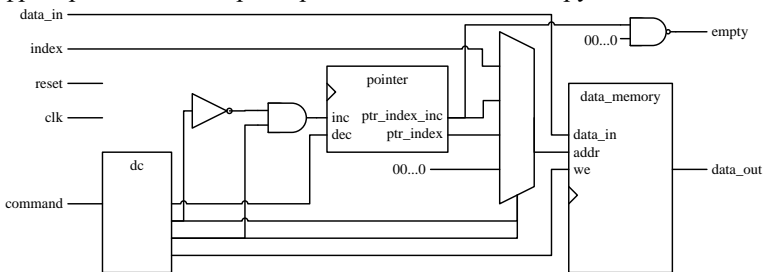 data_in
empty
00...0
index
reset
pointer
data_memory
clk
inc
ptr_index_inc
dec
ptr_index
data_in
dc
addr
00...0
we
data_out
command